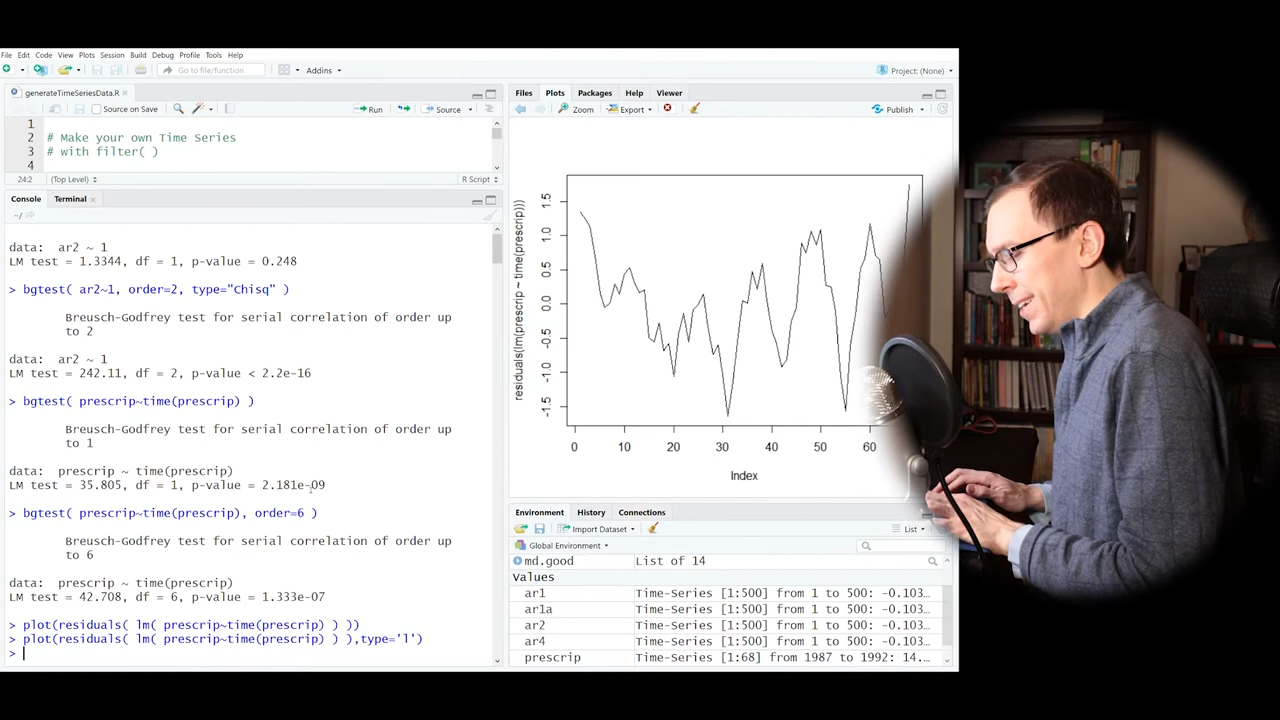 File Edit Code View Plots Session Build Debug Profile Tools Help
Go to file/function
Addins
Project: (None)
generateTimeSeriesData.R
Source on Save
Run
Source
1
2 # Make your own Time Series
3 # with filter( )
4
24:2 (Top Level)
R Script
Console Terminal
~/
data: ar2 ~ 1
LM test = 1.3344, df = 1, p-value = 0.248
> bgtest( ar2~1, order=2, type="Chisq" )
Breusch-Godfrey test for serial correlation of order up
to 2
data: ar2 ~ 1
LM test = 242.11, df = 2, p-value < 2.2e-16
> bgtest( prescrip~time(prescrip) )
Breusch-Godfrey test for serial correlation of order up
to 1
data: prescrip ~ time(prescrip)
LM test = 35.805, df = 1, p-value = 2.181e-09
> bgtest( prescrip~time(prescrip), order=6 )
Breusch-Godfrey test for serial correlation of order up
to 6
data: prescrip ~ time(prescrip)
LM test = 42.708, df = 6, p-value = 1.333e-07
> plot(residuals( lm( prescrip~time(prescrip) ) ))
> plot(residuals( lm( prescrip~time(prescrip) ) ),type='l')
>
Files Plots Packages Help Viewer
Zoom
Export
Publish
residuals(lm(prescrip ~ time(prescrip)))
1.5
1.0
0.5
0.0
-0.5
-1.0
-1.5
0 10 20 30 40 50 60
Index
Environment History Connections
Import Dataset
List
Global Environment
md.good List of 14
Values
ar1 Time-Series [1:500] from 1 to 500: -0.103…
ar1a Time-Series [1:500] from 1 to 500: -0.103…
ar2 Time-Series [1:500] from 1 to 500: -0.103…
ar4 Time-Series [1:500] from 1 to 500: -0.103…
prescrip Time-Series [1:68] from 1987 to 1992: 14.…